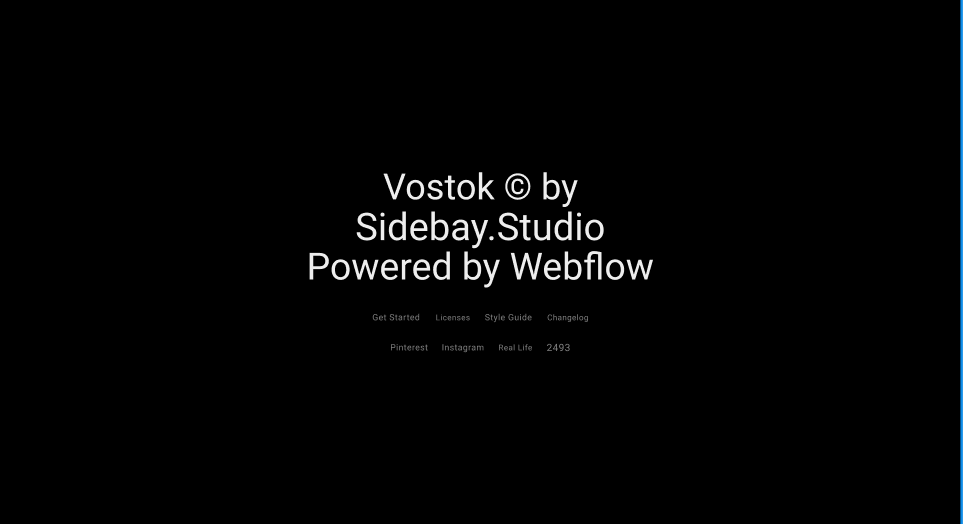 Vostok © by
Sidebay.Studio
Powered by Webflow
Get Started Licenses Style Guide Changelog
Pinterest Instagram Real Life 2493